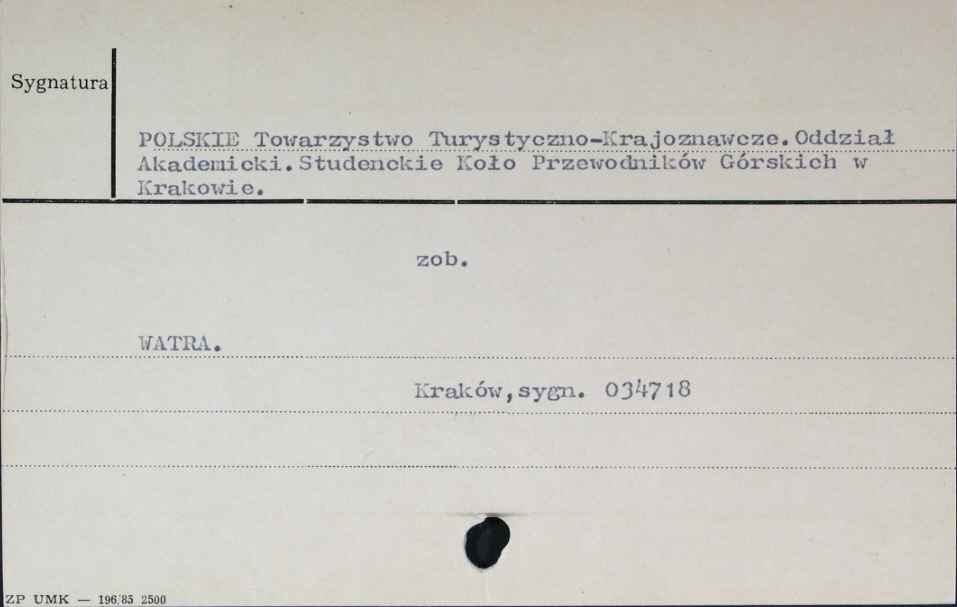 Sygnatura
POLSKIE Towarzystwo Turystyczno-Krajoznawcze. Oddział
Akademicki. Studenckie Koło Przewodników Górskich w
Krakowie.
zob.
WATRA.
Kraków, sygn. 034718
ZP UMK — 196/85 2500